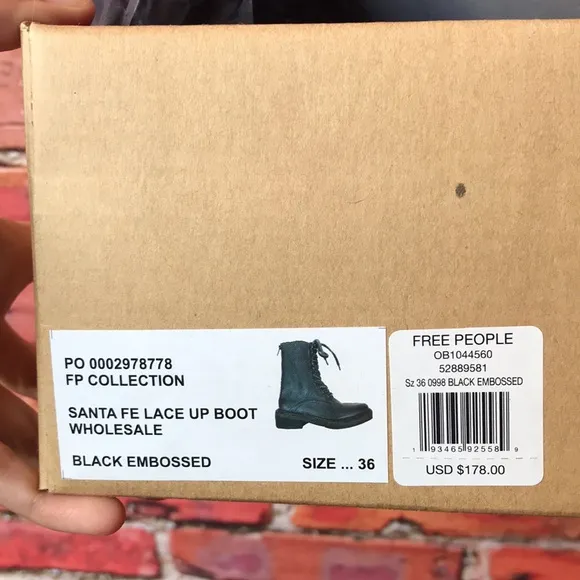 PO 0002978778
FP COLLECTION
SANTA FE LACE UP BOOT
WHOLESALE
BLACK EMBOSSED
SIZE ... 36
FREE PEOPLE
OB1044560
52889581
Sz 36 0998 BLACK EMBOSSED
1 93465 92558 9
USD $178.00